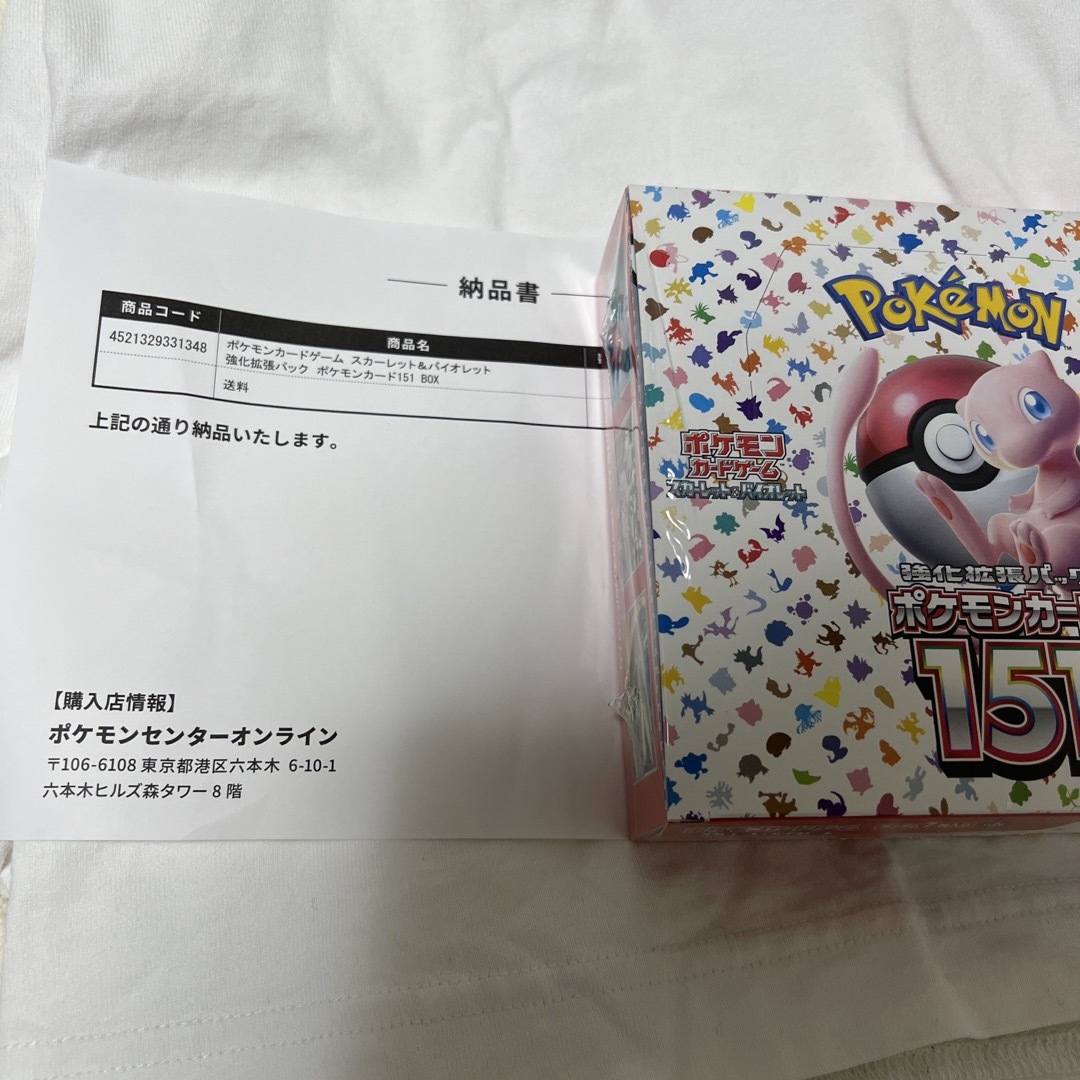 納品書
商品コード
商品名
4521329331348
ポケモンカードゲーム スカーレット&バイオレット
強化拡張パック ポケモンカード151 BOX
送料
上記の通り納品いたします。
【購入店情報】
ポケモンセンターオンライン
〒106-6108 東京都港区六本木 6-10-1
六本木ヒルズ森タワー 8 階
POKéMON
ポケモン
カードゲーム
スカーレット&バイオレット
強化拡張パック
ポケモンカー
151